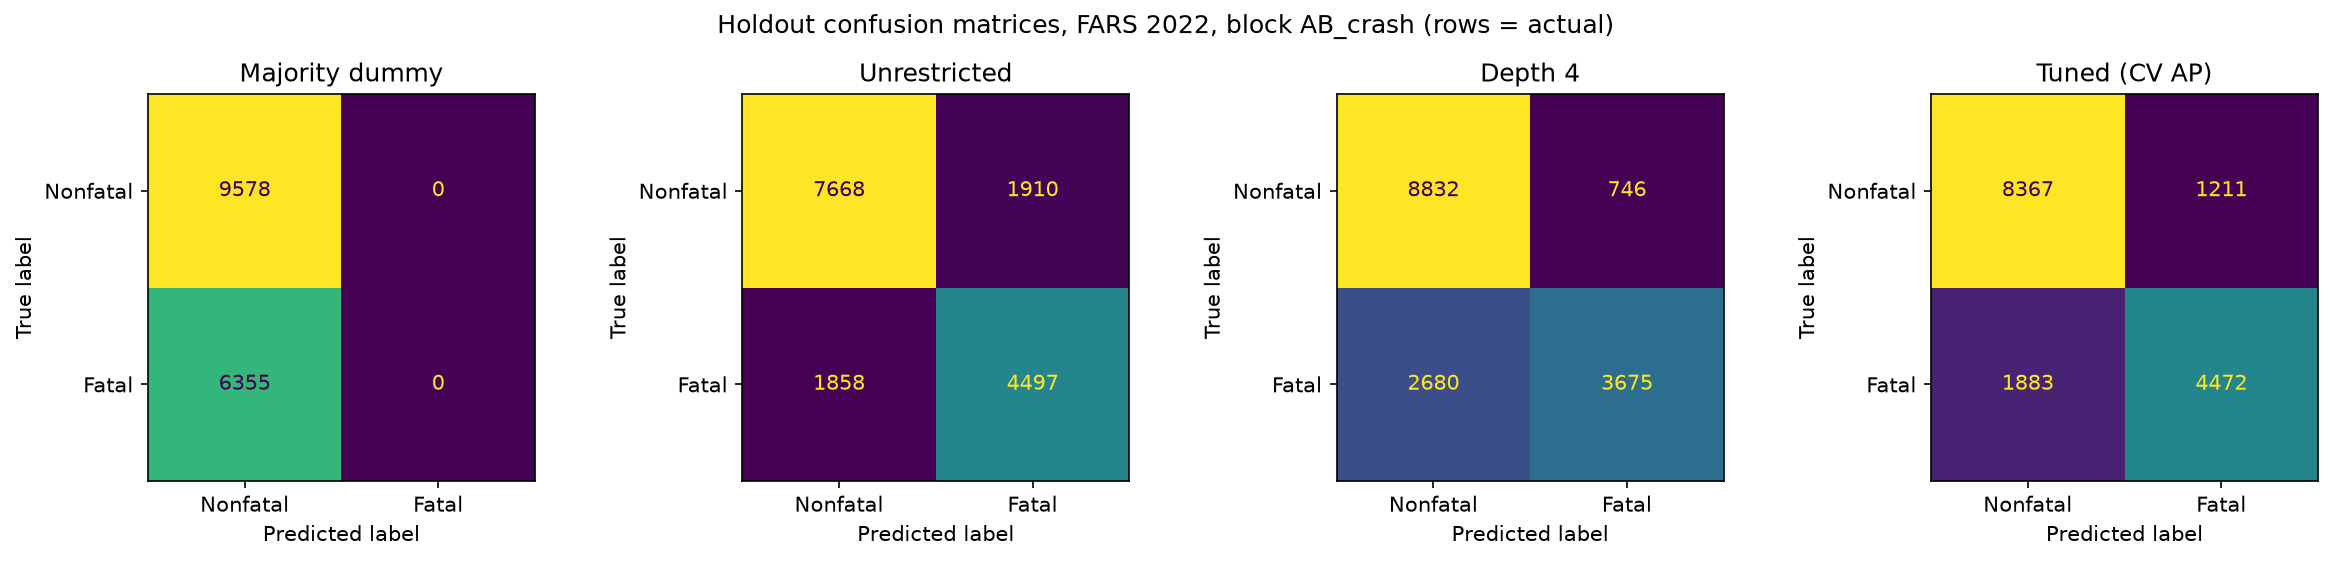 Holdout confusion matrices, FARS 2022, block AB_crash (rows = actual)
Majority dummy
True label
Nonfatal
9578
0
Fatal
6355
0
Nonfatal
Fatal
Predicted label
Unrestricted
True label
Nonfatal
7668
1910
Fatal
1858
4497
Nonfatal
Fatal
Predicted label
Depth 4
True label
Nonfatal
8832
746
Fatal
2680
3675
Nonfatal
Fatal
Predicted label
Tuned (CV AP)
True label
Nonfatal
8367
1211
Fatal
1883
4472
Nonfatal
Fatal
Predicted label